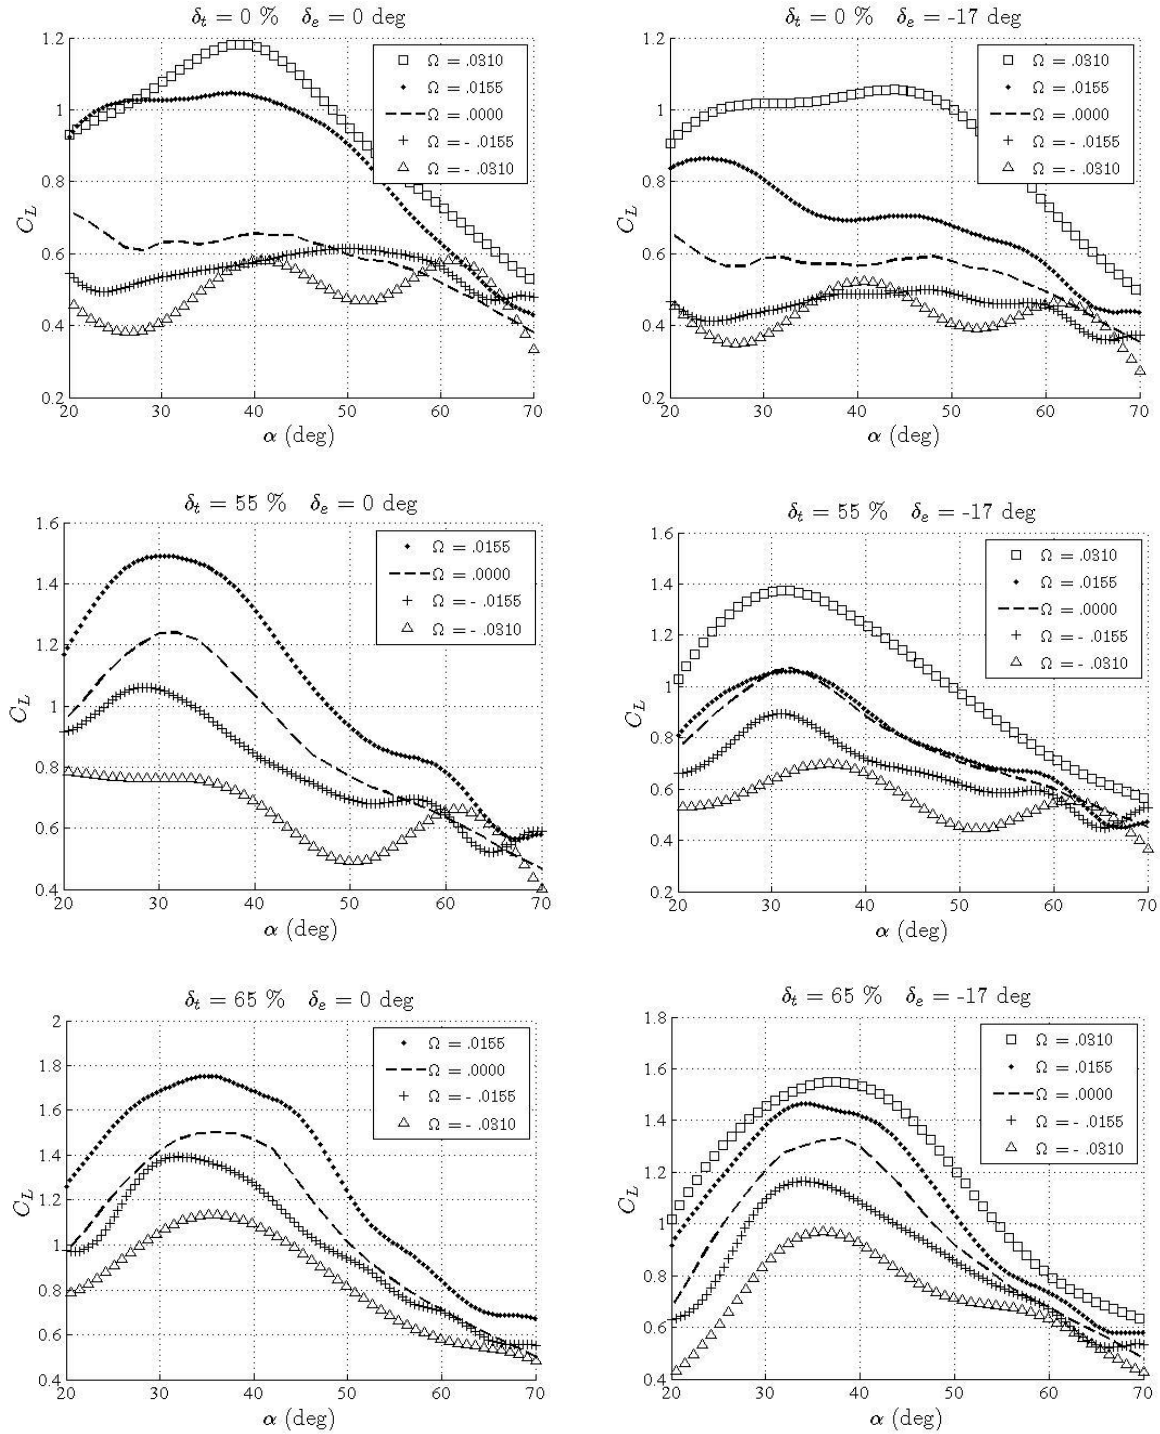 δt = 0 % δe = 0 deg
1.2
1
0.8
0.6
0.4
0.2
CL
Ω = .0310
Ω = .0155
Ω = .0000
Ω = - .0155
Ω = - .0310
20 30 40 50 60 70
α (deg)
δt = 0 % δe = -17 deg
1.2
1
0.8
0.6
0.4
0.2
CL
Ω = .0310
Ω = .0155
Ω = .0000
Ω = - .0155
Ω = - .0310
20 30 40 50 60 70
α (deg)
δt = 55 % δe = 0 deg
1.6
1.4
1.2
1
0.8
0.6
0.4
CL
Ω = .0155
Ω = .0000
Ω = - .0155
Ω = - .0310
20 30 40 50 60 70
α (deg)
δt = 55 % δe = -17 deg
1.6
1.4
1.2
1
0.8
0.6
0.4
0.2
CL
Ω = .0310
Ω = .0155
Ω = .0000
Ω = - .0155
Ω = - .0310
20 30 40 50 60 70
α (deg)
δt = 65 % δe = 0 deg
2
1.8
1.6
1.4
1.2
1
0.8
0.6
0.4
CL
Ω = .0155
Ω = .0000
Ω = - .0155
Ω = - .0310
20 30 40 50 60 70
α (deg)
δt = 65 % δe = -17 deg
1.8
1.6
1.4
1.2
1
0.8
0.6
0.4
CL
Ω = .0310
Ω = .0155
Ω = .0000
Ω = - .0155
Ω = - .0310
20 30 40 50 60 70
α (deg)